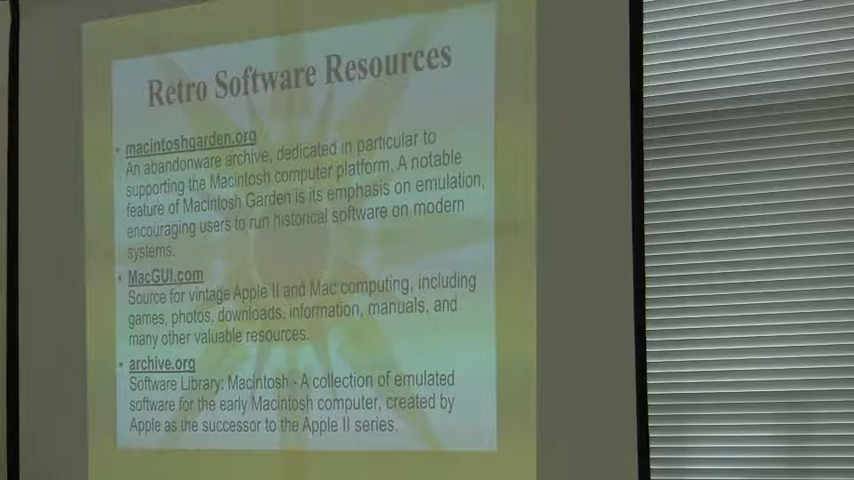 Retro Software Resources
• macintoshgarden.org
An abandonware archive, dedicated in particular to
supporting the Macintosh computer platform. A notable
feature of Macintosh Garden is its emphasis on emulation,
encouraging users to run historical software on modern
systems.
• MacGUI.com
Source for vintage Apple II and Mac computing, including
games, photos, downloads, information, manuals, and
many other valuable resources.
• archive.org
Software Library: Macintosh - A collection of emulated
software for the early Macintosh computer, created by
Apple as the successor to the Apple II series.